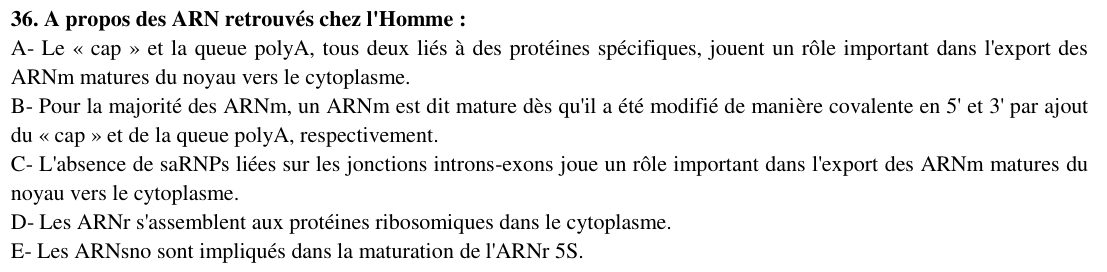 36. A propos des ARN retrouvés chez l'Homme :
A- Le « cap » et la queue polyA, tous deux liés à des protéines spécifiques, jouent un rôle important dans l'export des
ARNm matures du noyau vers le cytoplasme.
B- Pour la majorité des ARNm, un ARNm est dit mature dès qu'il a été modifié de manière covalente en 5' et 3' par ajout
du « cap » et de la queue polyA, respectivement.
C- L'absence de saRNPs liées sur les jonctions introns-exons joue un rôle important dans l'export des ARNm matures du
noyau vers le cytoplasme.
D- Les ARNr s'assemblent aux protéines ribosomiques dans le cytoplasme.
E- Les ARNsno sont impliqués dans la maturation de l'ARNr 5S.